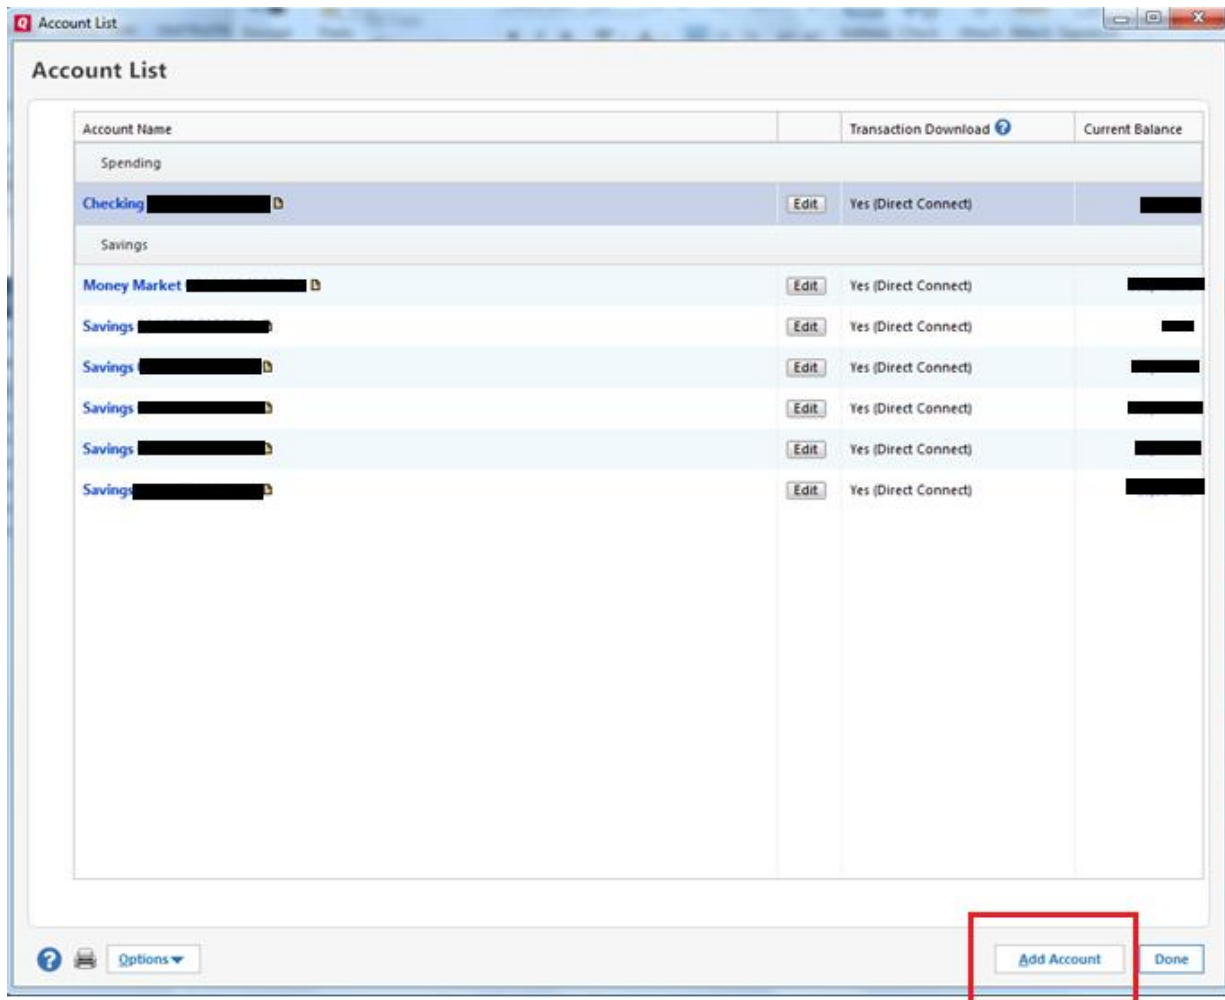 Account List
Account List
Account Name Transaction Download Current Balance
Spending
Checking Edit Yes (Direct Connect)
Savings
Money Market Edit Yes (Direct Connect)
Savings Edit Yes (Direct Connect)
Savings Edit Yes (Direct Connect)
Savings Edit Yes (Direct Connect)
Savings Edit Yes (Direct Connect)
Savings Edit Yes (Direct Connect)
Options Add Account Done